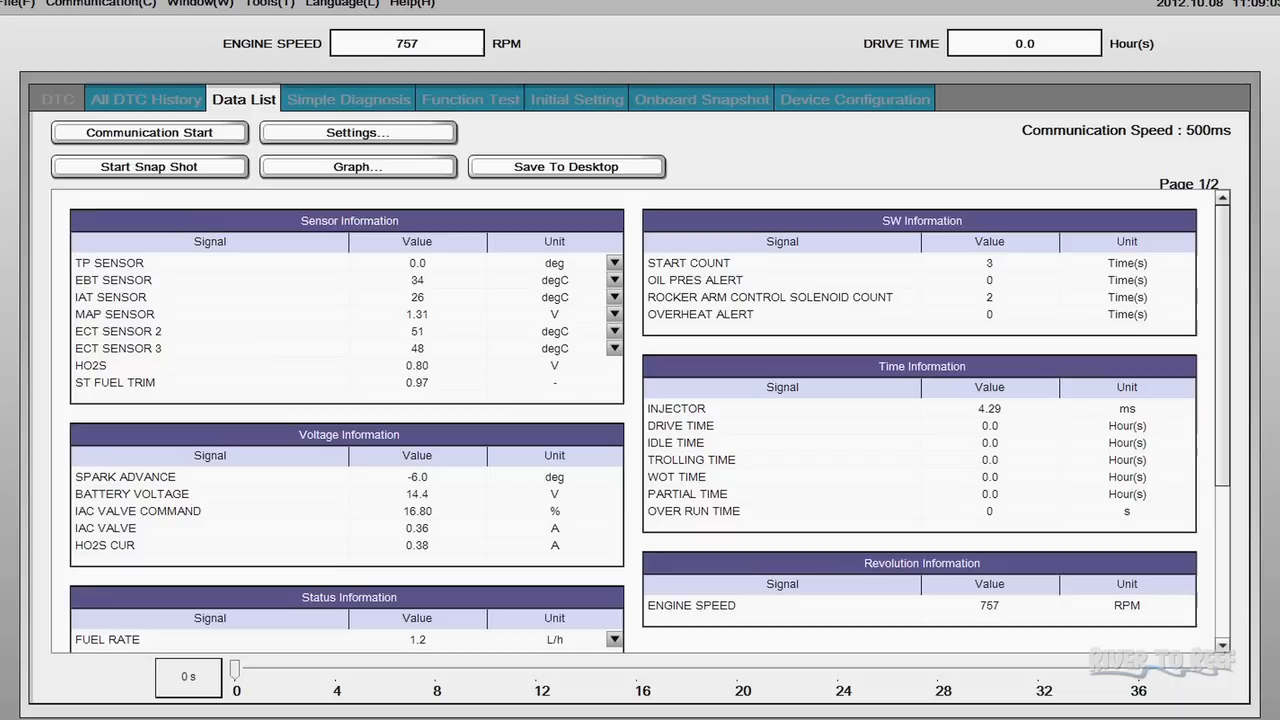 File(F) Communication(C) Window(W) Tools(T) Language(L) Help(H) 2012.10.08 11:09:03
ENGINE SPEED 757 RPM DRIVE TIME 0.0 Hour(s)
DTC All DTC History Data List Simple Diagnosis Function Test Initial Setting Onboard Snapshot Device Configuration
Communication Start Settings... Communication Speed : 500ms
Start Snap Shot Graph... Save To Desktop
Page 1/2
Sensor Information
Signal Value Unit
TP SENSOR 0.0 deg
EBT SENSOR 34 degC
IAT SENSOR 26 degC
MAP SENSOR 1.31 V
ECT SENSOR 2 51 degC
ECT SENSOR 3 48 degC
HO2S 0.80 V
ST FUEL TRIM 0.97 -
Voltage Information
Signal Value Unit
SPARK ADVANCE -6.0 deg
BATTERY VOLTAGE 14.4 V
IAC VALVE COMMAND 16.80 %
IAC VALVE 0.36 A
HO2S CUR 0.38 A
Status Information
Signal Value Unit
FUEL RATE 1.2 L/h
SW Information
Signal Value Unit
START COUNT 3 Time(s)
OIL PRES ALERT 0 Time(s)
ROCKER ARM CONTROL SOLENOID COUNT 2 Time(s)
OVERHEAT ALERT 0 Time(s)
Time Information
Signal Value Unit
INJECTOR 4.29 ms
DRIVE TIME 0.0 Hour(s)
IDLE TIME 0.0 Hour(s)
TROLLING TIME 0.0 Hour(s)
WOT TIME 0.0 Hour(s)
PARTIAL TIME 0.0 Hour(s)
OVER RUN TIME 0 s
Revolution Information
Signal Value Unit
ENGINE SPEED 757 RPM
RIVER TO REEF
0 s
0 4 8 12 16 20 24 28 32 36